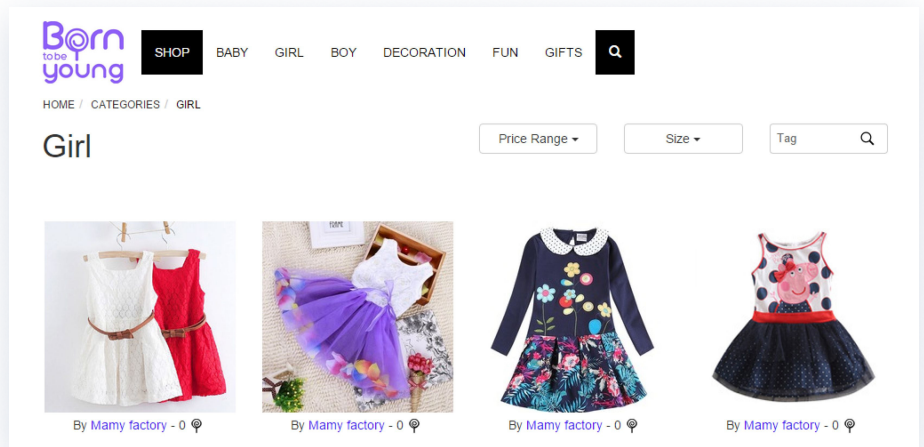 Born
to be
young
SHOP BABY GIRL BOY DECORATION FUN GIFTS
HOME / CATEGORIES / GIRL
Girl
Price Range Size Tag
By Mamy factory - 0 By Mamy factory - 0 By Mamy factory - 0 By Mamy factory - 0